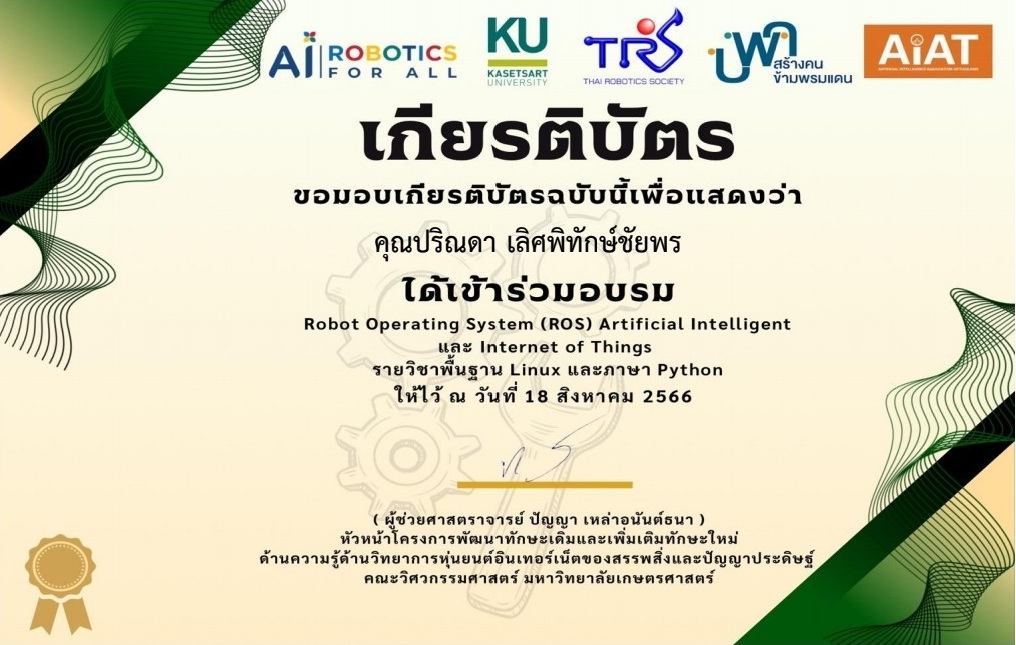 Ai ROBOTICS FOR ALL
KU KASETSART UNIVERSITY
TRS THAI ROBOTICS SOCIETY
บพค สร้างคน ข้ามพรมแดน
AiAT
เกียรติบัตร
ขอมอบเกียรติบัตรฉบับนี้เพื่อแสดงว่า
คุณปริณดา เลิศพิทักษ์ชัยพร
ได้เข้าร่วมอบรม
Robot Operating System (ROS) Artificial Intelligent
และ Internet of Things
รายวิชาพื้นฐาน Linux และภาษา Python
ให้ไว้ ณ วันที่ 18 สิงหาคม 2566
( ผู้ช่วยศาสตราจารย์ ปัญญา เหล่าอนันต์ธนา )
หัวหน้าโครงการพัฒนาทักษะเดิมและเพิ่มเติมทักษะใหม่
ด้านความรู้ด้านวิทยาการหุ่นยนต์อินเทอร์เน็ตของสรรพสิ่งและปัญญาประดิษฐ์
คณะวิศวกรรมศาสตร์ มหาวิทยาลัยเกษตรศาสตร์